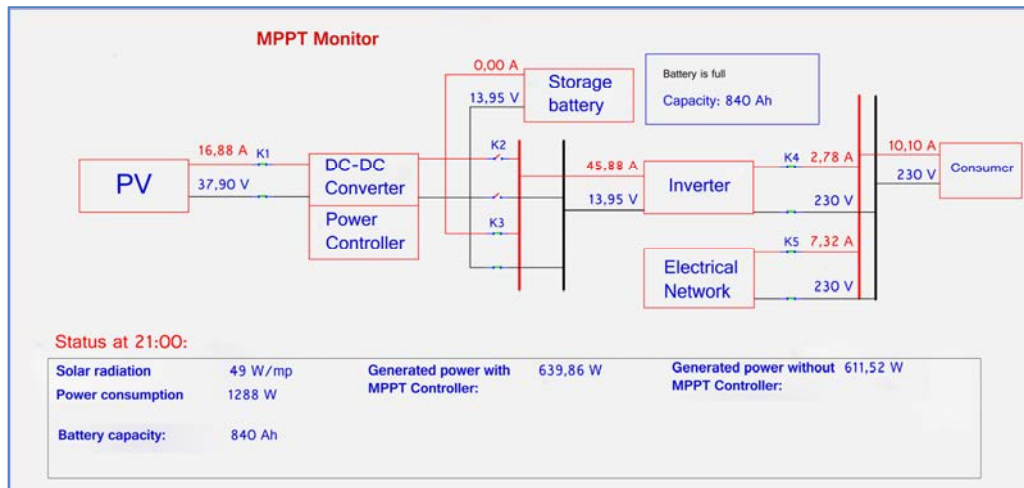 MPPT Monitor
0,00 A
13,95 V
Storage
battery
Battery is full
Capacity: 840 Ah
16,88 A
K1
37,90 V
PV
DC-DC
Converter
Power
Controller
K2
K3
45,88 A
13,95 V
Inverter
K4
2,78 A
230 V
K5
7,32 A
230 V
Electrical
Network
10,10 A
230 V
Consumer
Status at 21:00:
Solar radiation 49 W/mp
Power consumption 1288 W
Battery capacity: 840 Ah
Generated power with 639,86 W
MPPT Controller:
Generated power without 611,52 W
MPPT Controller: